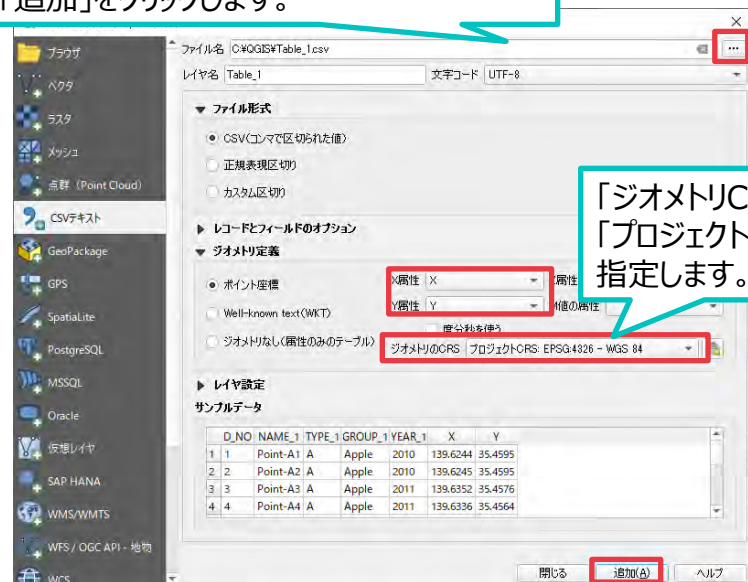 「追加」をクリックします。
ブラウザ
ベクタ
ラスタ
メッシュ
点群 (Point Cloud)
CSVテキスト
GeoPackage
GPS
SpatiaLite
PostgreSQL
MSSQL
Oracle
仮想レイヤ
SAP HANA
WMS/WMTS
WFS / OGC API - 地物
WCS
ファイル名 C:¥QGIS¥Table_1.csv ...
レイヤ名 Table_1 文字コード UTF-8
ファイル形式
CSV(コンマで区切られた値)
正規表現区切り
カスタム区切り
レコードとフィールドのオプション
ジオメトリ定義
ポイント座標 X属性 X 属性
Well-known text(WKT) Y属性 Y M値の属性
度分秒を使う
ジオメトリなし(属性のみのテーブル) ジオメトリのCRS プロジェクトCRS: EPSG:4326 - WGS 84
「ジオメトリC
「プロジェクト
指定します。
レイヤ設定
サンプルデータ
D_NO NAME_1 TYPE_1 GROUP_1 YEAR_1 X Y
1 1 Point-A1 A Apple 2010 139.6244 35.4595
2 2 Point-A2 A Apple 2010 139.6245 35.4595
3 3 Point-A3 A Apple 2011 139.6352 35.4576
4 4 Point-A4 A Apple 2011 139.6336 35.4564
閉じる 追加(A) ヘルプ